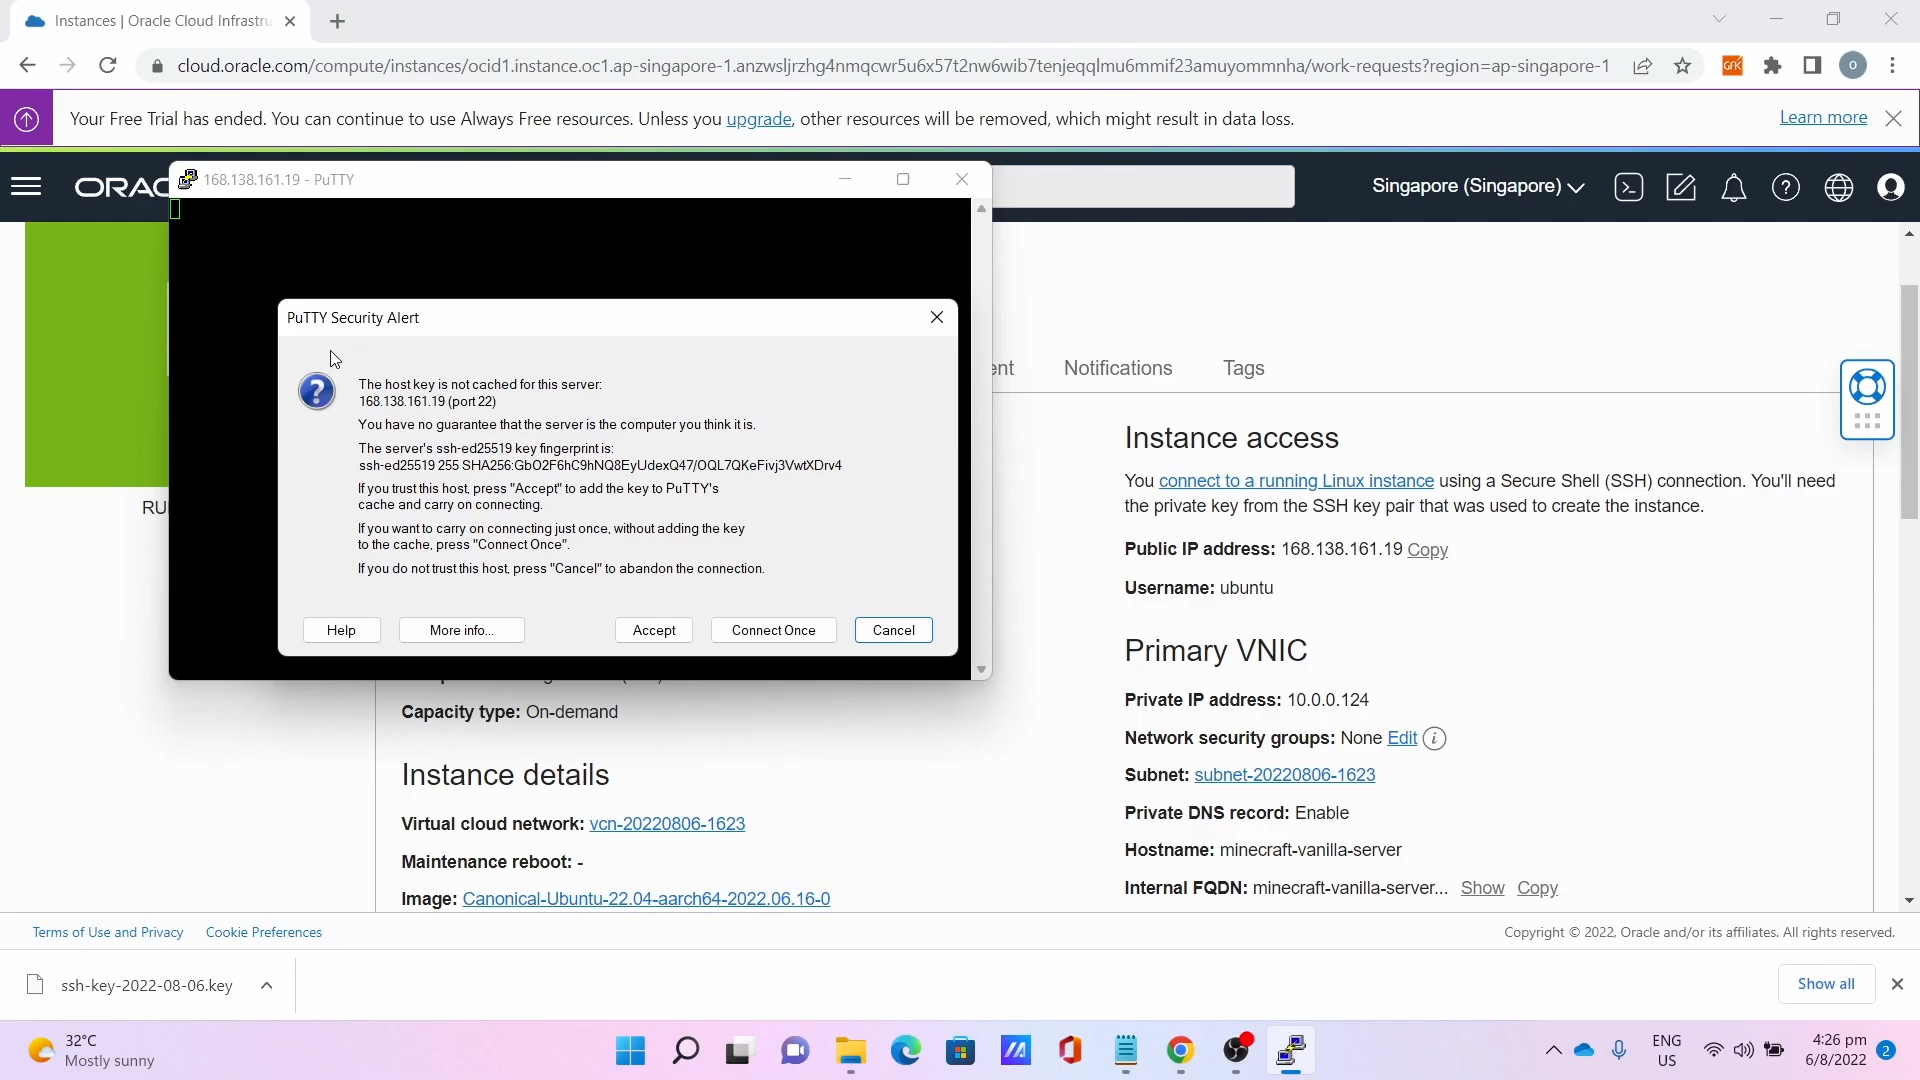 Instances | Oracle Cloud Infrastru
cloud.oracle.com/compute/instances/ocid1.instance.oc1.ap-singapore-1.anzwsljrzhg4nmqcwr5u6x57t2nw6wib7tenjeqqlmu6mmif23amuyommnha/work-requests?region=ap-singapore-1
GfK
O
Your Free Trial has ended. You can continue to use Always Free resources. Unless you upgrade, other resources will be removed, which might result in data loss.
Learn more
ORAC
168.138.161.19 - PuTTY
Singapore (Singapore)
PuTTY Security Alert
The host key is not cached for this server:
168.138.161.19 (port 22)
You have no guarantee that the server is the computer you think it is.
The server's ssh-ed25519 key fingerprint is:
ssh-ed25519 255 SHA256:GbO2F6hC9hNQ8EyUdexQ47/OQL7QKeFivj3VwtXDrv4
If you trust this host, press "Accept" to add the key to PuTTY's
cache and carry on connecting.
If you want to carry on connecting just once, without adding the key
to the cache, press "Connect Once".
If you do not trust this host, press "Cancel" to abandon the connection.
Help
More info...
Accept
Connect Once
Cancel
RU
ent
Notifications
Tags
Instance access
You connect to a running Linux instance using a Secure Shell (SSH) connection. You'll need
the private key from the SSH key pair that was used to create the instance.
Public IP address: 168.138.161.19 Copy
Username: ubuntu
Primary VNIC
Private IP address: 10.0.0.124
Network security groups: None Edit
Subnet: subnet-20220806-1623
Private DNS record: Enable
Hostname: minecraft-vanilla-server
Internal FQDN: minecraft-vanilla-server... Show Copy
Capacity type: On-demand
Instance details
Virtual cloud network: vcn-20220806-1623
Maintenance reboot: -
Image: Canonical-Ubuntu-22.04-aarch64-2022.06.16-0
Terms of Use and Privacy
Cookie Preferences
Copyright © 2022, Oracle and/or its affiliates. All rights reserved.
ssh-key-2022-08-06.key
Show all
32°C
Mostly sunny
ENG
US
4:26 pm
6/8/2022
2